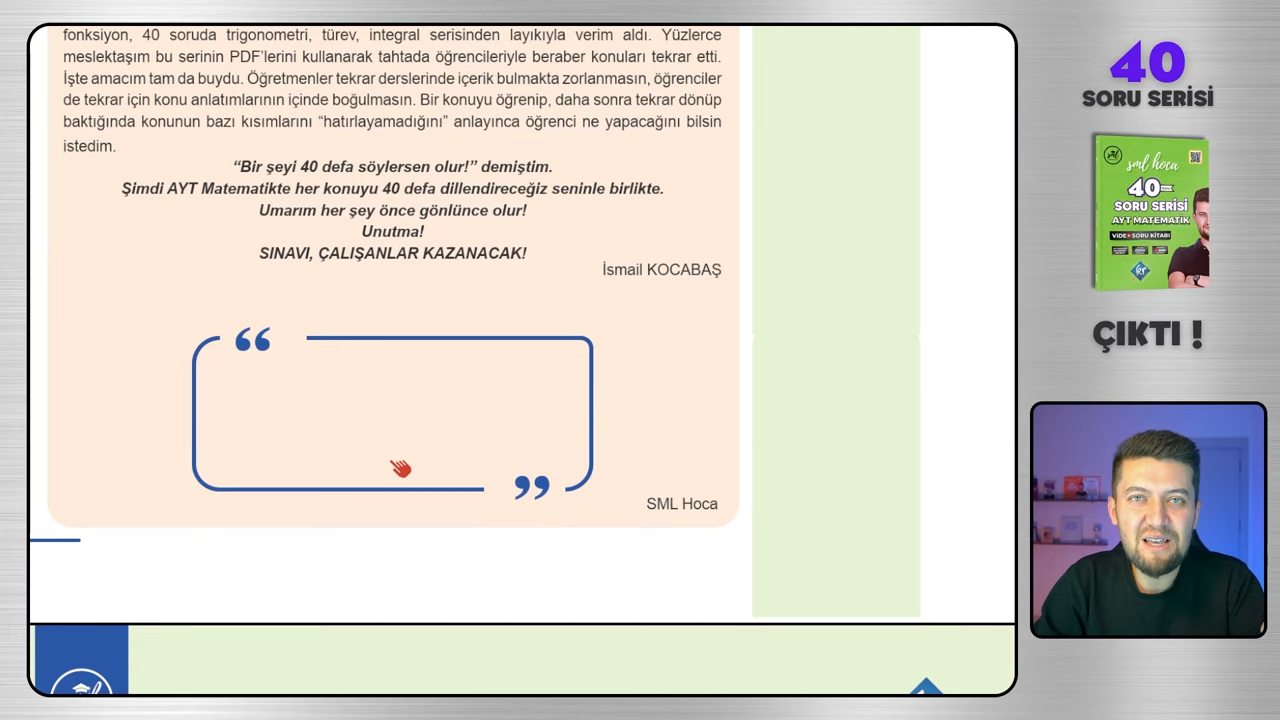 fonksiyon, 40 soruda trigonometri, türev, integral serisinden layıkıyla verim aldı. Yüzlerce
meslektaşım bu serinin PDF'lerini kullanarak tahtada öğrencileriyle beraber konuları tekrar etti.
İşte amacım tam da buydu. Öğretmenler tekrar derslerinde içerik bulmakta zorlanmasın, öğrenciler
de tekrar için konu anlatımlarının içinde boğulmasın. Bir konuyu öğrenip, daha sonra tekrar dönüp
baktığında konunun bazı kısımlarını “hatırlayamadığını” anlayınca öğrenci ne yapacağını bilsin
istedim.
“Bir şeyi 40 defa söylersen olur!” demiştim.
Şimdi AYT Matematikte her konuyu 40 defa dillendireceğiz seninle birlikte.
Umarım her şey önce gönlünce olur!
Unutma!
SINAVI, ÇALIŞANLAR KAZANACAK!
İsmail KOCABAŞ
“
”
SML Hoca
40
SORU SERİSİ
sml hoca
40
SORU SERİSİ
AYT MATEMATİK
VİDEO SORU KİTABI
ÇIKTI !